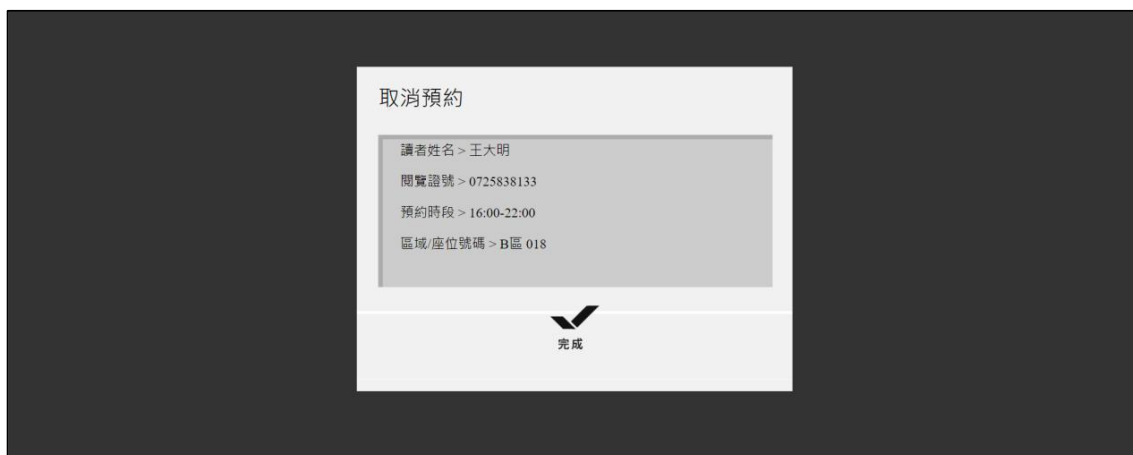 取消預約
讀者姓名 > 王大明
閱覽證號 > 0725838133
預約時段 > 16:00-22:00
區域/座位號碼 > B區 018
完成